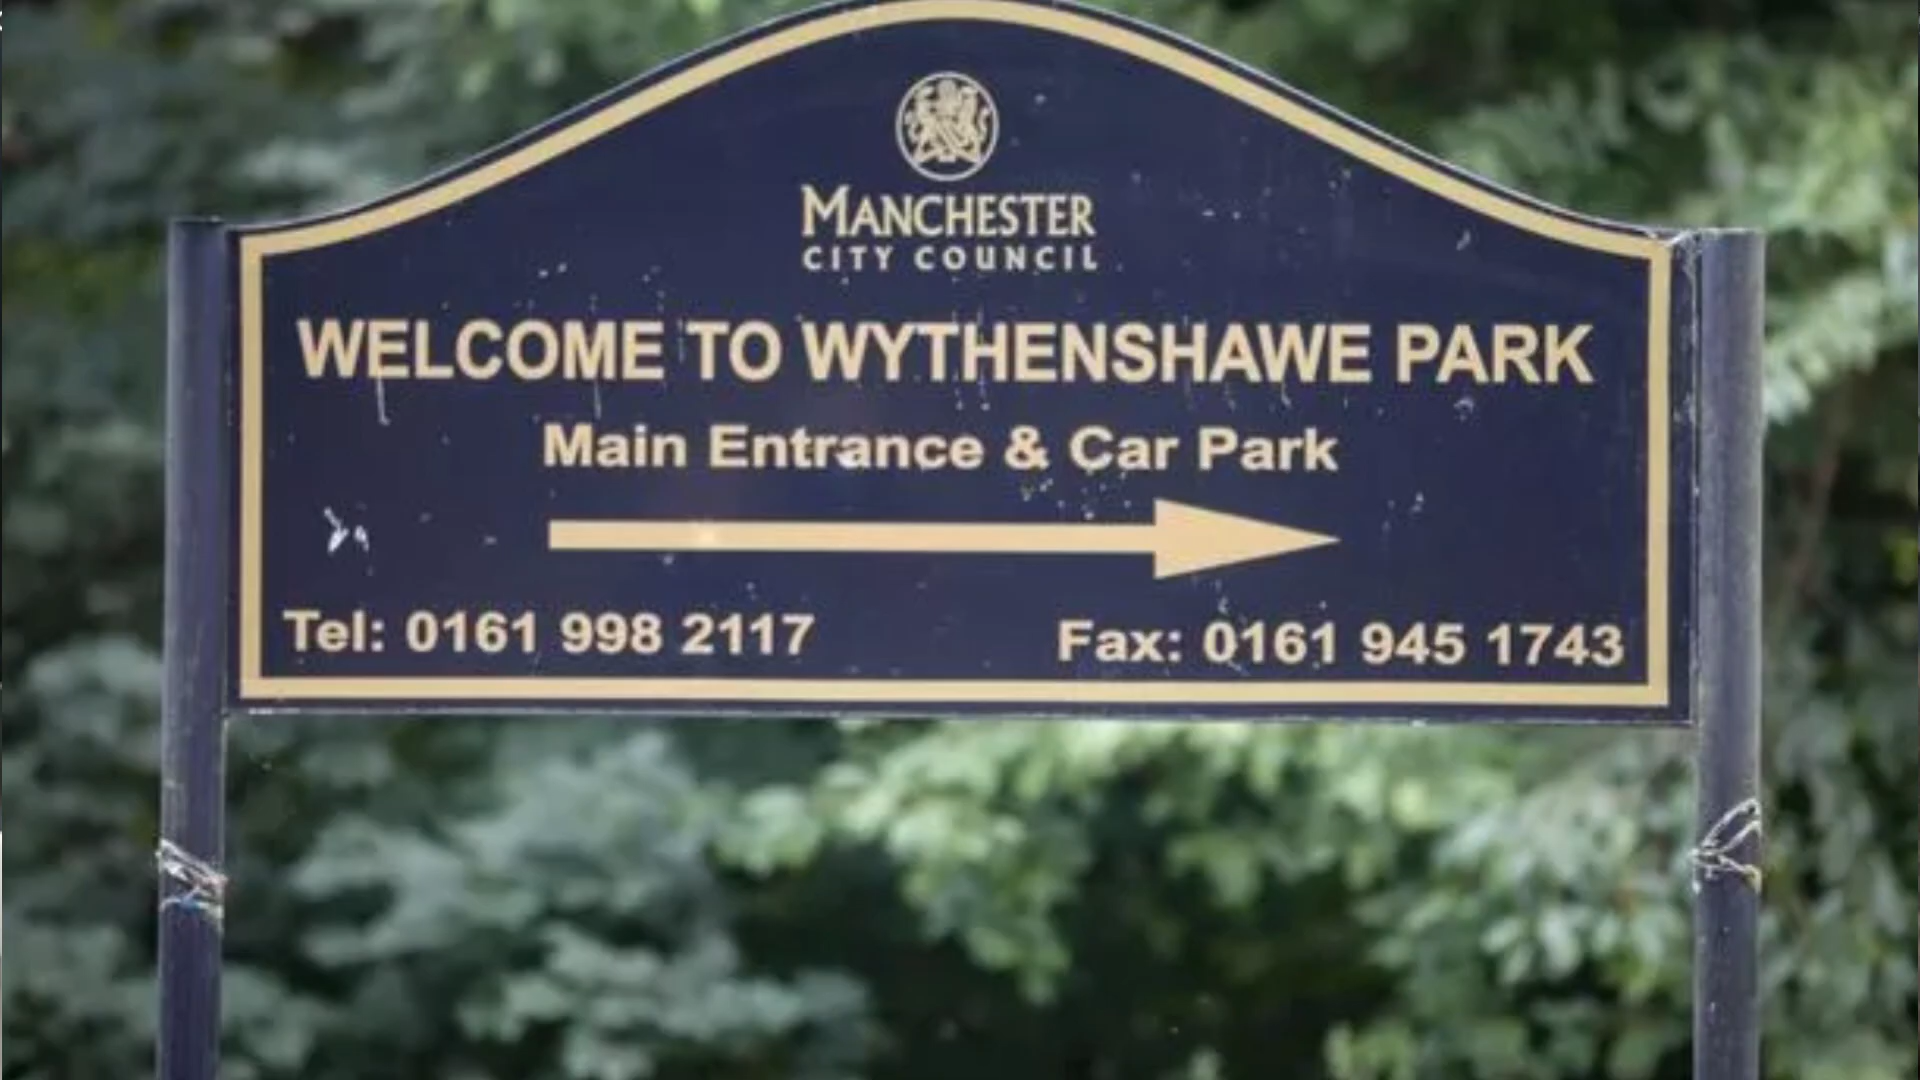 MANCHESTER
CITY COUNCIL
WELCOME TO WYTHENSHAWE PARK
Main Entrance & Car Park
Tel: 0161 998 2117
Fax: 0161 945 1743